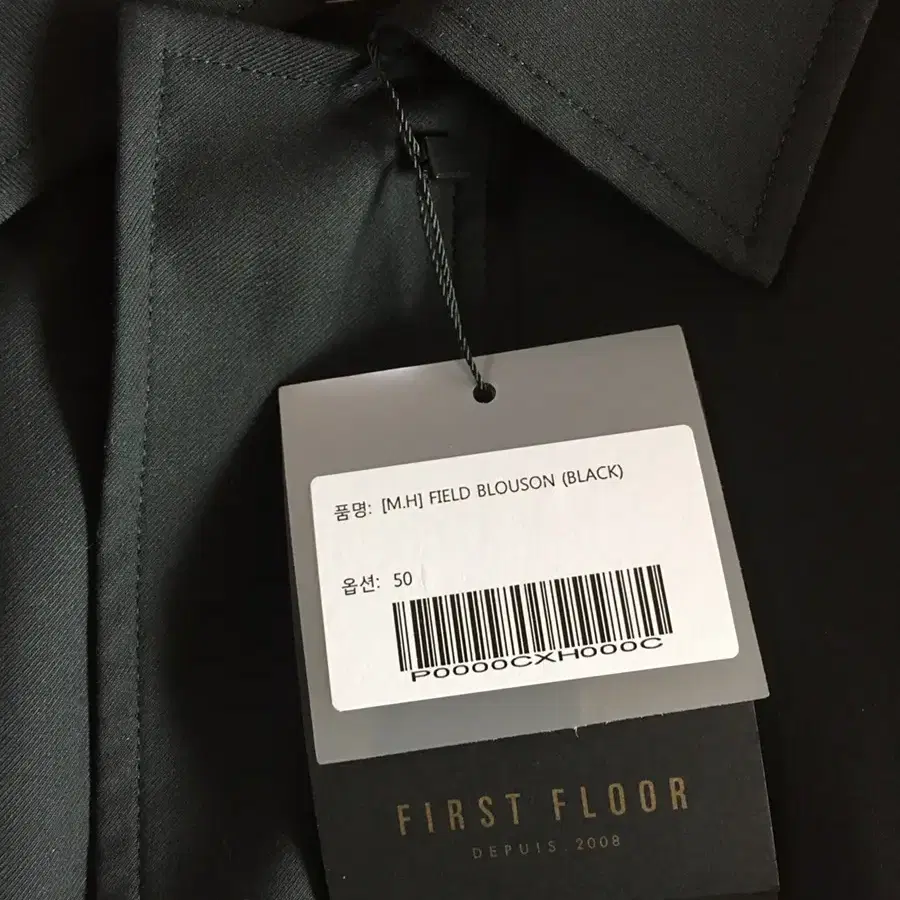 품명: [M.H] FIELD BLOUSON (BLACK)
옵션: 50
P0000CXH000C
FIRST FLOOR
DEPUIS.2008